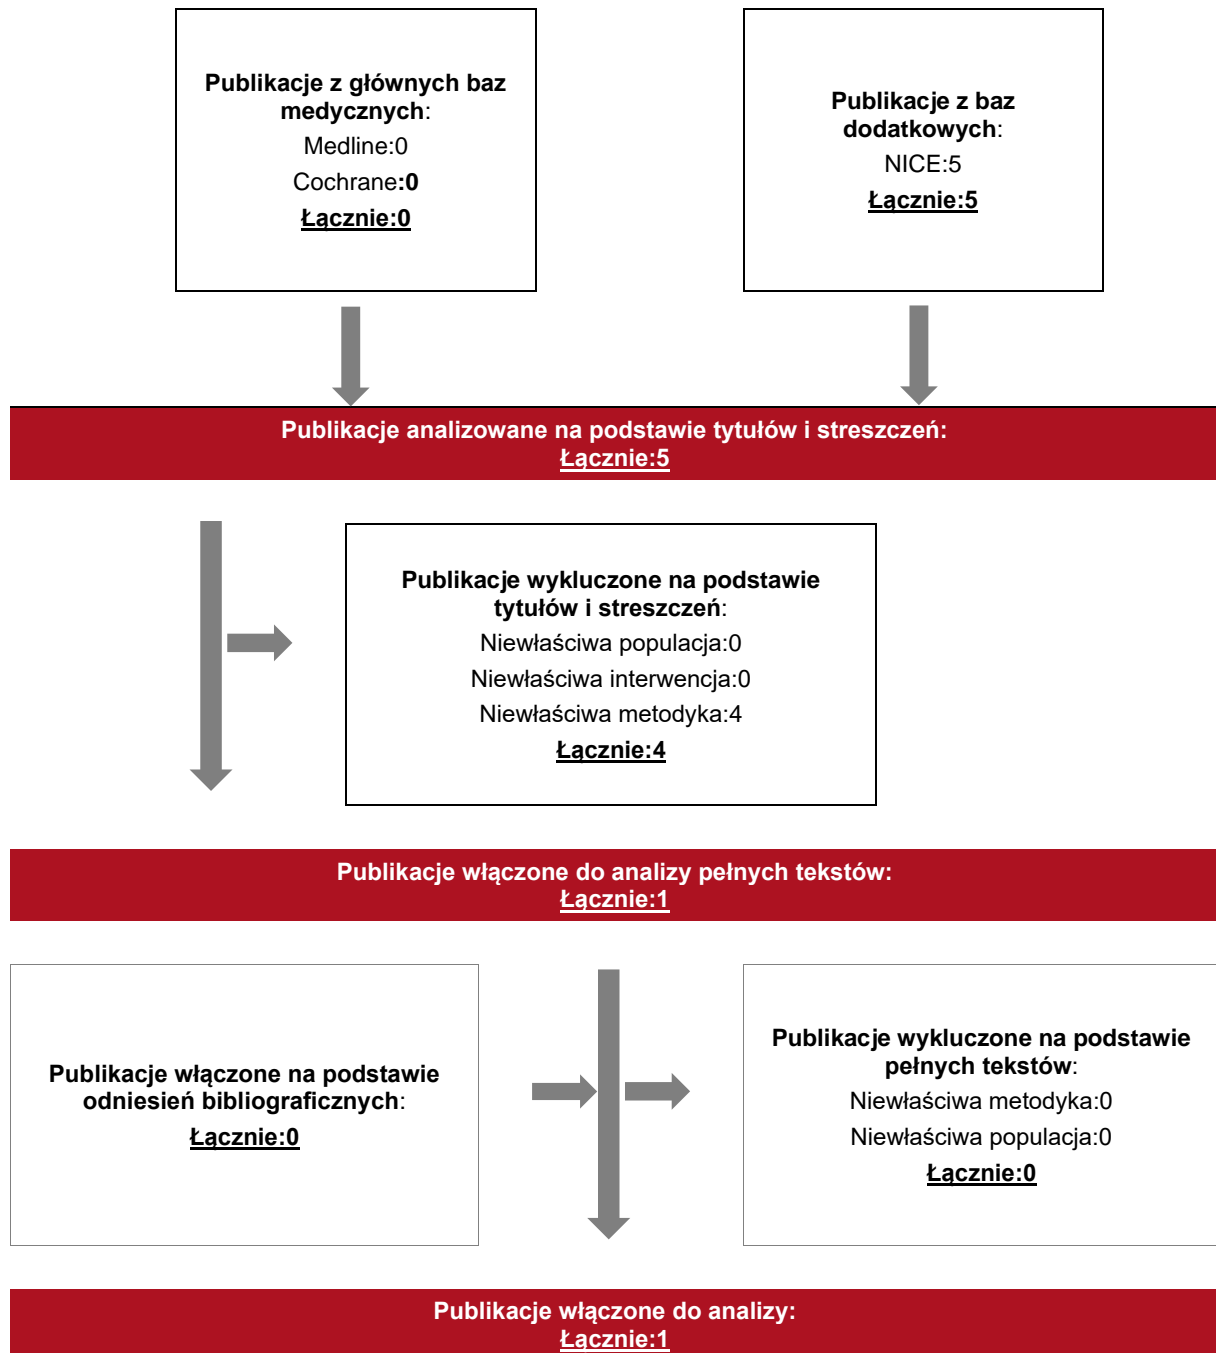 Publikacje z głównych baz
medycznych:
Medline:0
Cochrane:0
Łącznie:0
Publikacje z baz
dodatkowych:
NICE:5
Łącznie:5
Publikacje analizowane na podstawie tytułów i streszczeń:
Łącznie:5
Publikacje wykluczone na podstawie
tytułów i streszczeń:
Niewłaściwa populacja:0
Niewłaściwa interwencja:0
Niewłaściwa metodyka:4
Łącznie:4
Publikacje włączone do analizy pełnych tekstów:
Łącznie:1
Publikacje włączone na podstawie
odniesień bibliograficznych:
Łącznie:0
Publikacje wykluczone na podstawie
pełnych tekstów:
Niewłaściwa metodyka:0
Niewłaściwa populacja:0
Łącznie:0
Publikacje włączone do analizy:
Łącznie:1